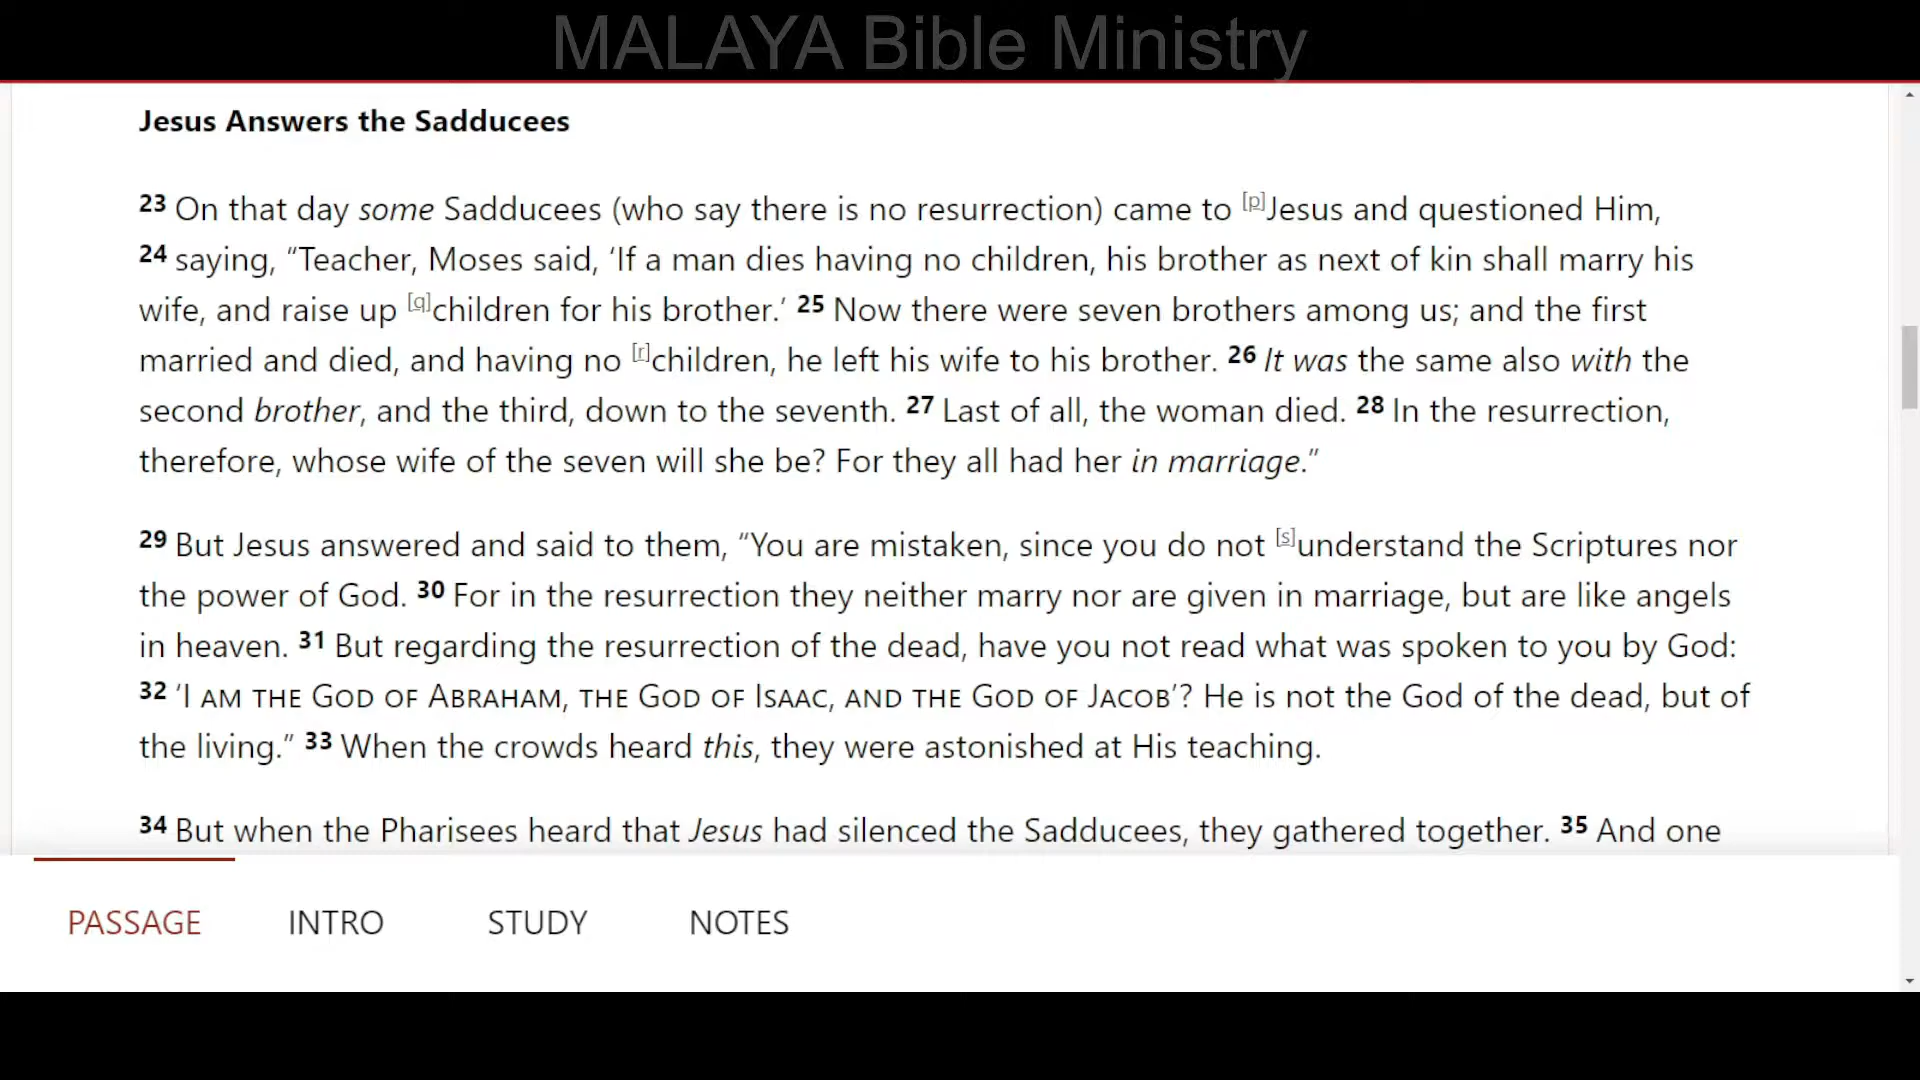 MALAYA Bible Ministry
Jesus Answers the Sadducees
23 On that day some Sadducees (who say there is no resurrection) came to [p]Jesus and questioned Him,
24 saying, “Teacher, Moses said, ‘If a man dies having no children, his brother as next of kin shall marry his
wife, and raise up [q]children for his brother.’ 25 Now there were seven brothers among us; and the first
married and died, and having no [r]children, he left his wife to his brother. 26 It was the same also with the
second brother, and the third, down to the seventh. 27 Last of all, the woman died. 28 In the resurrection,
therefore, whose wife of the seven will she be? For they all had her in marriage.”
29 But Jesus answered and said to them, “You are mistaken, since you do not [s]understand the Scriptures nor
the power of God. 30 For in the resurrection they neither marry nor are given in marriage, but are like angels
in heaven. 31 But regarding the resurrection of the dead, have you not read what was spoken to you by God:
32 ‘I AM THE GOD OF ABRAHAM, THE GOD OF ISAAC, AND THE GOD OF JACOB’? He is not the God of the dead, but of
the living.” 33 When the crowds heard this, they were astonished at His teaching.
34 But when the Pharisees heard that Jesus had silenced the Sadducees, they gathered together. 35 And one
PASSAGE INTRO STUDY NOTES